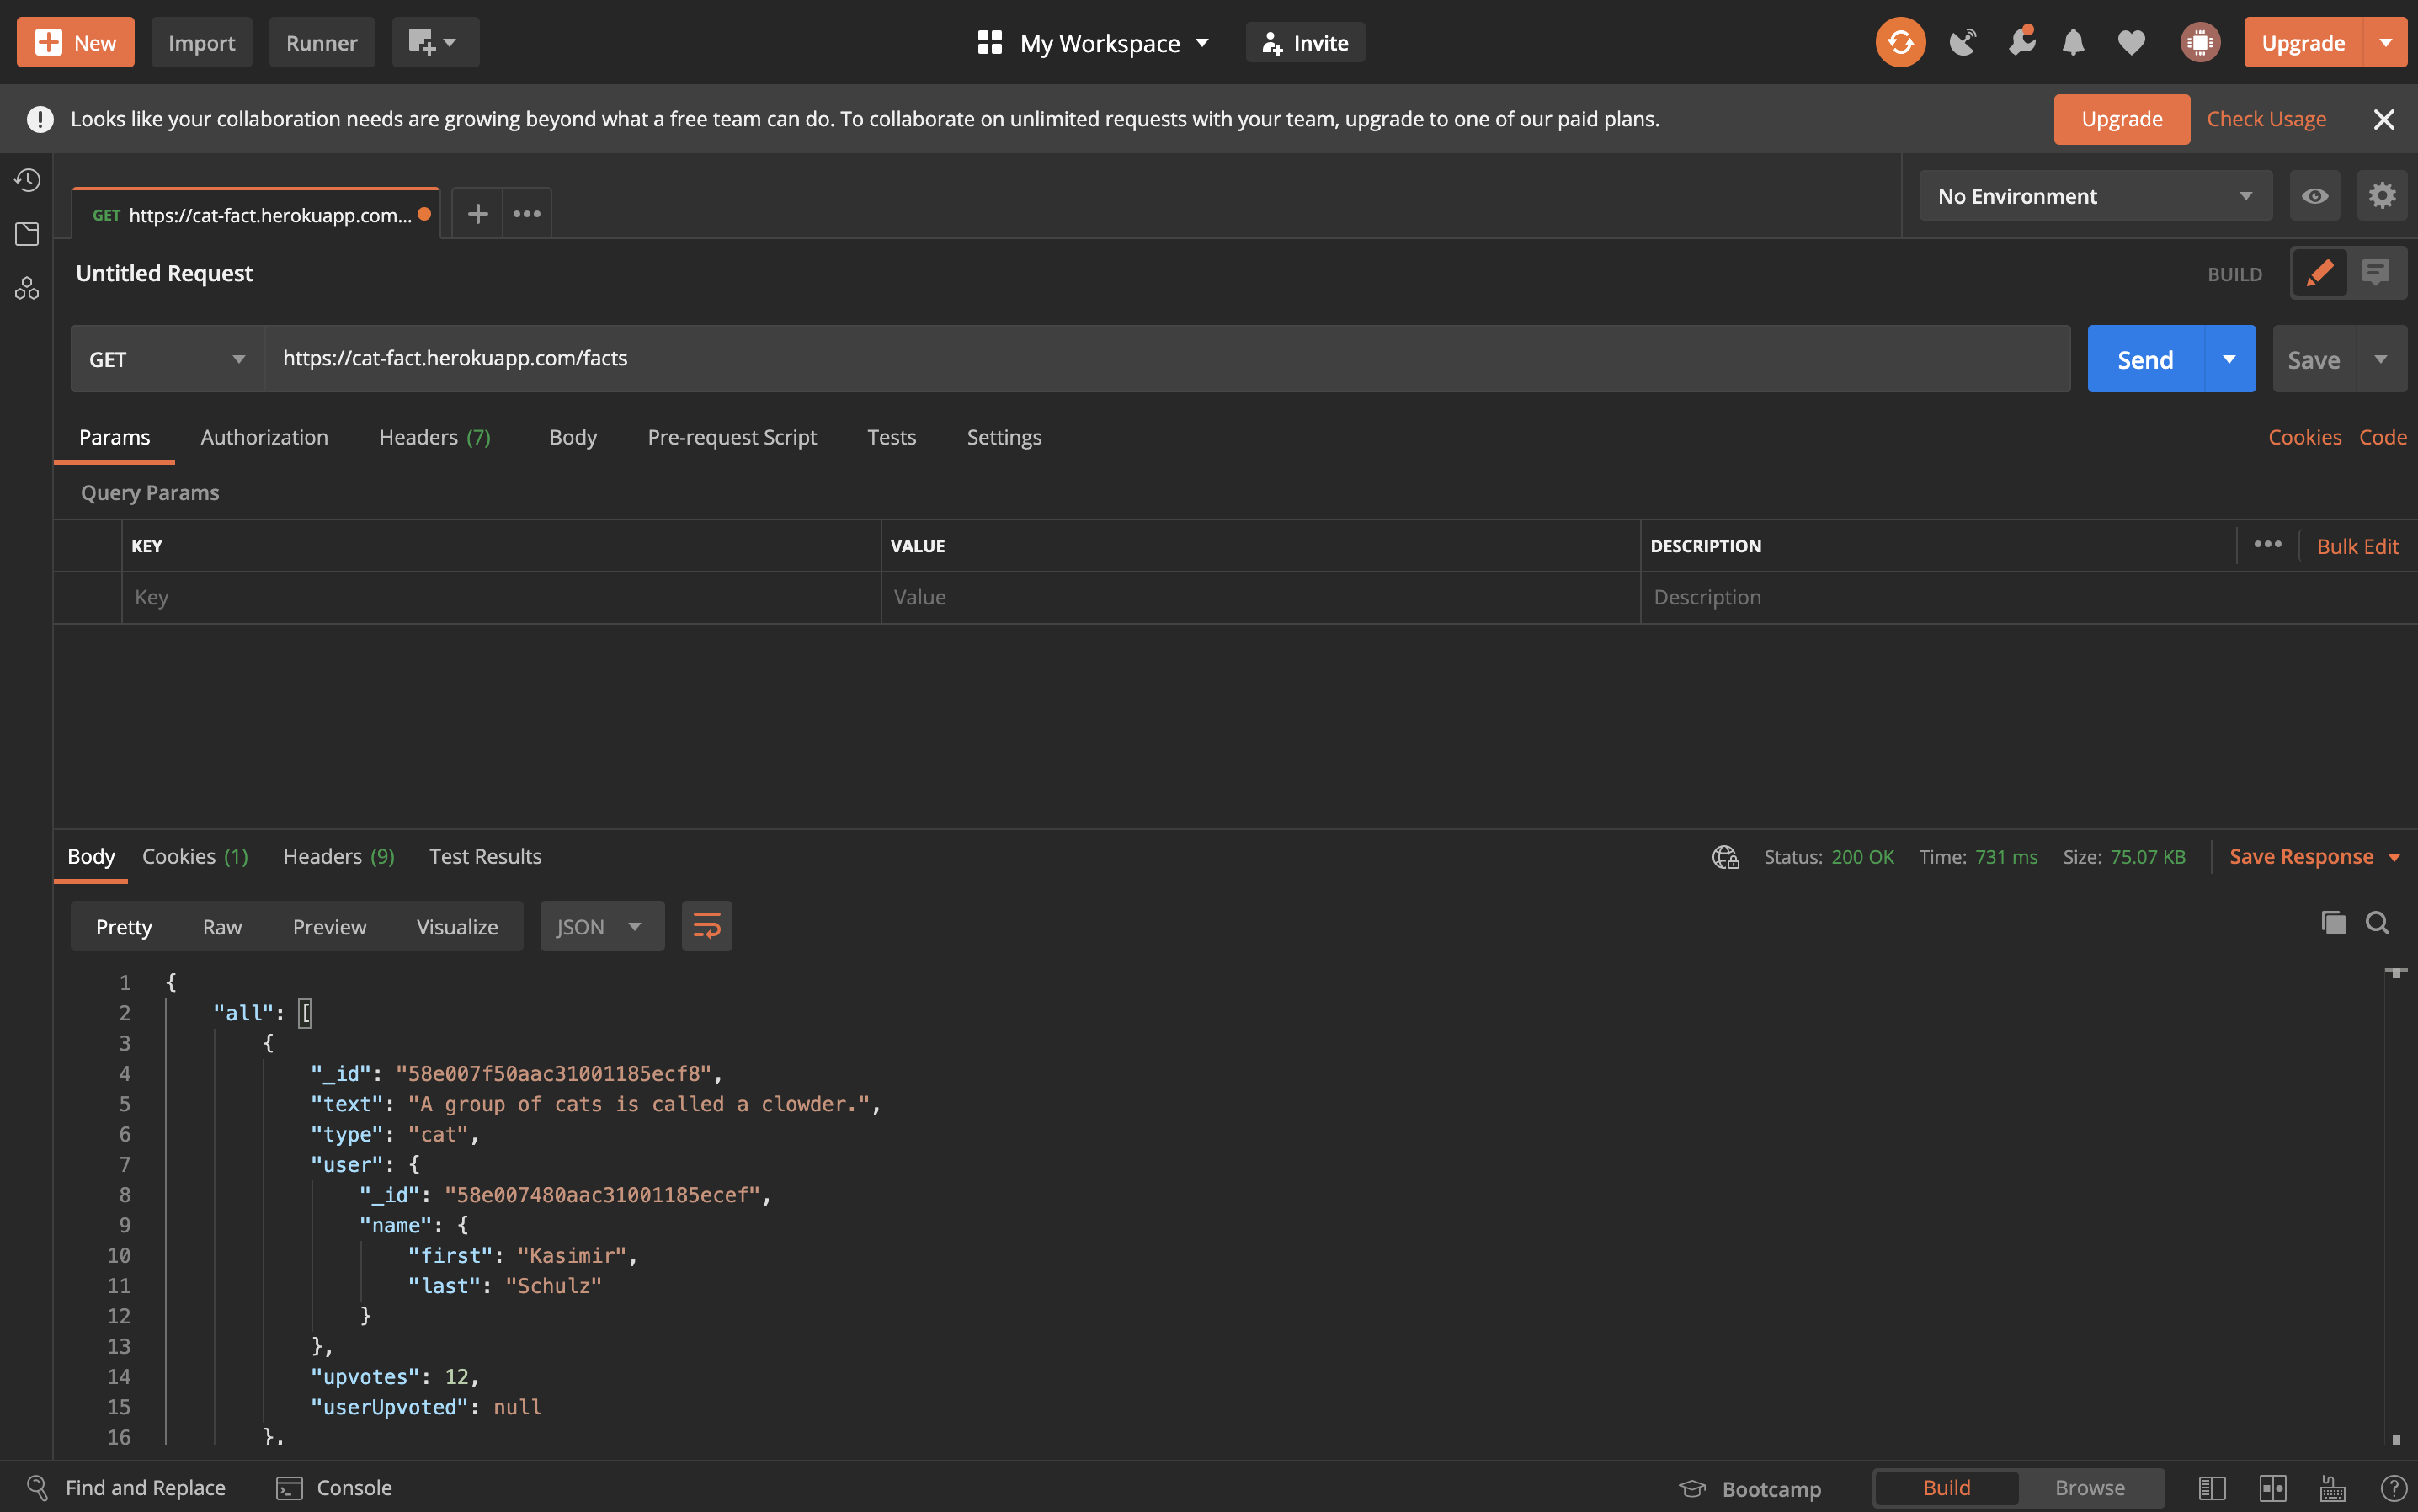 New Import Runner My Workspace Invite Upgrade
Looks like your collaboration needs are growing beyond what a free team can do. To collaborate on unlimited requests with your team, upgrade to one of our paid plans. Upgrade Check Usage
GET https://cat-fact.herokuapp.com... No Environment
Untitled Request BUILD
GET https://cat-fact.herokuapp.com/facts Send Save
Params Authorization Headers (7) Body Pre-request Script Tests Settings Cookies Code
Query Params
KEY VALUE DESCRIPTION Bulk Edit
Key Value Description
Body Cookies (1) Headers (9) Test Results Status: 200 OK Time: 731 ms Size: 75.07 KB Save Response
Pretty Raw Preview Visualize JSON
1 {
2 "all": [
3 {
4 "_id": "58e007f50aac31001185ecf8",
5 "text": "A group of cats is called a clowder.",
6 "type": "cat",
7 "user": {
8 "_id": "58e007480aac31001185ecef",
9 "name": {
10 "first": "Kasimir",
11 "last": "Schulz"
12 }
13 },
14 "upvotes": 12,
15 "userUpvoted": null
16 },
Find and Replace Console Bootcamp Build Browse